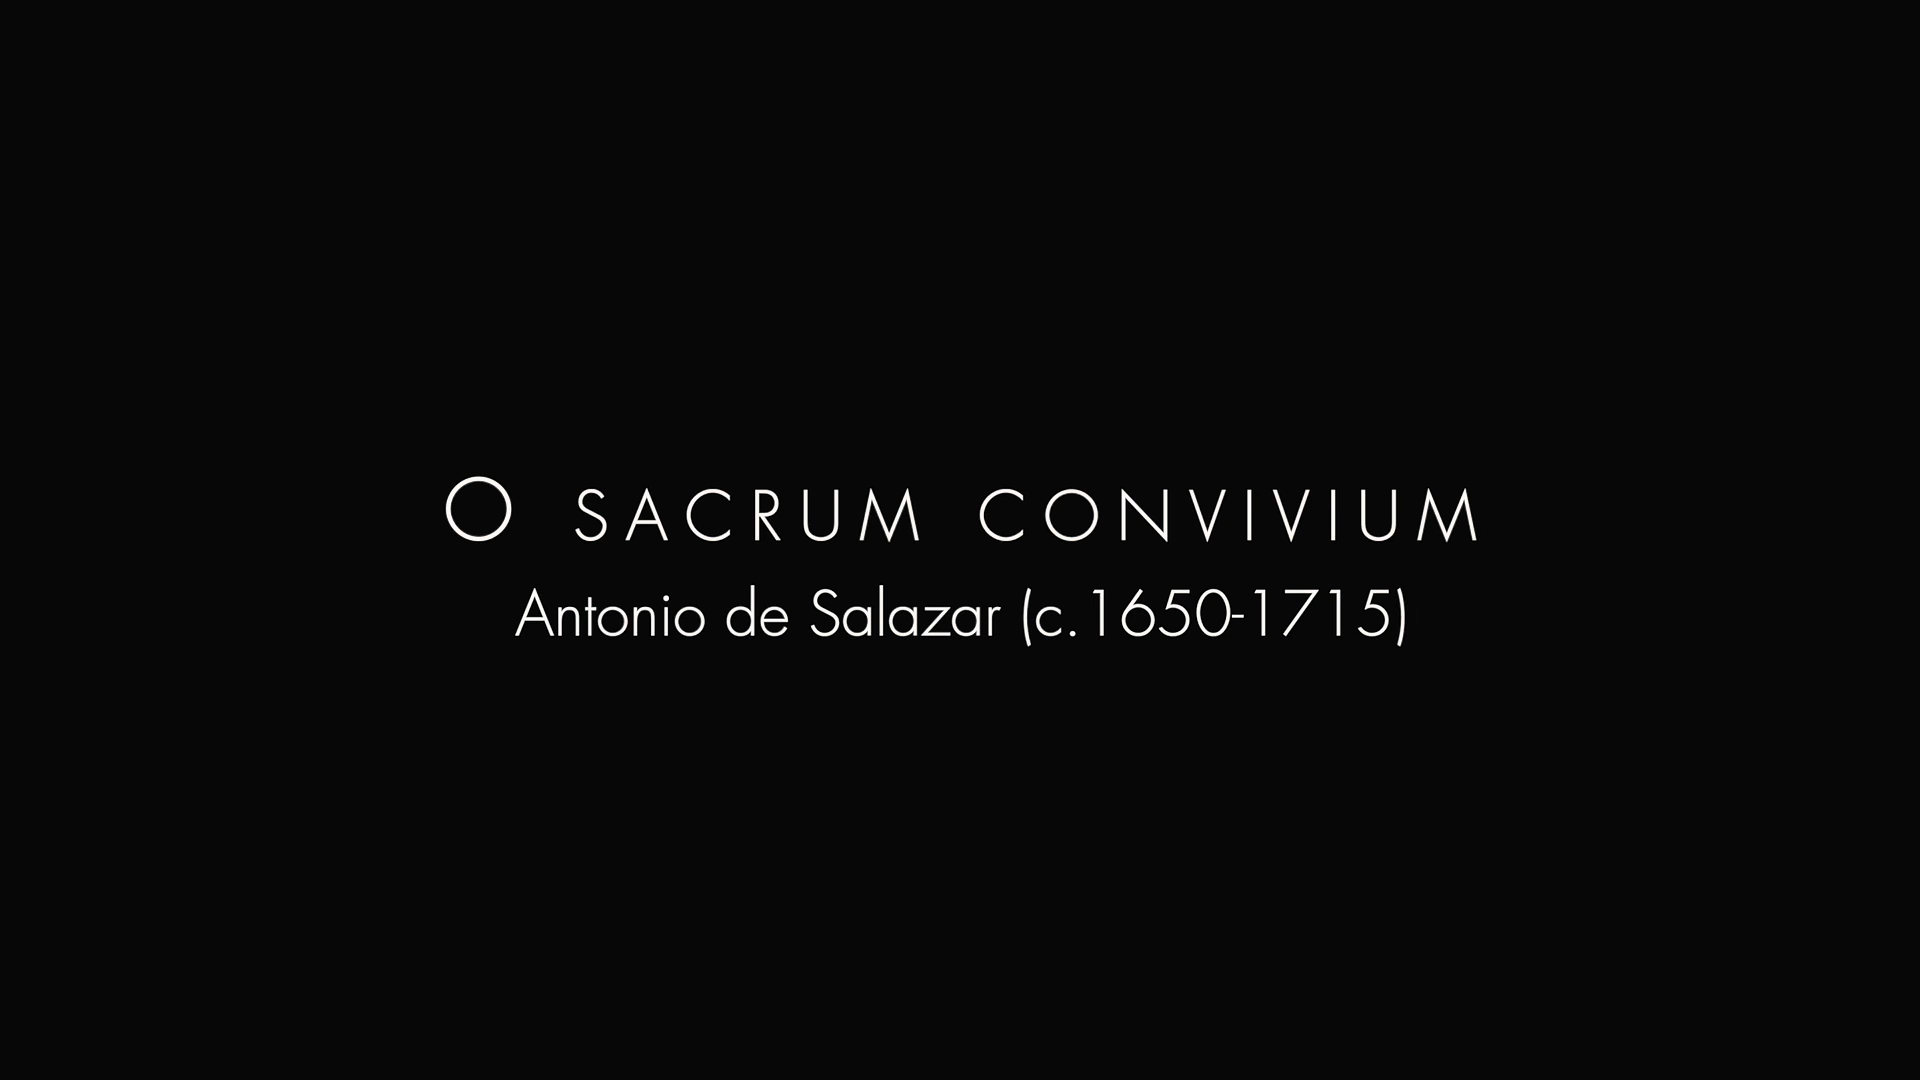 O SACRUM CONVIVIUM
Antonio de Salazar (c.1650-1715)